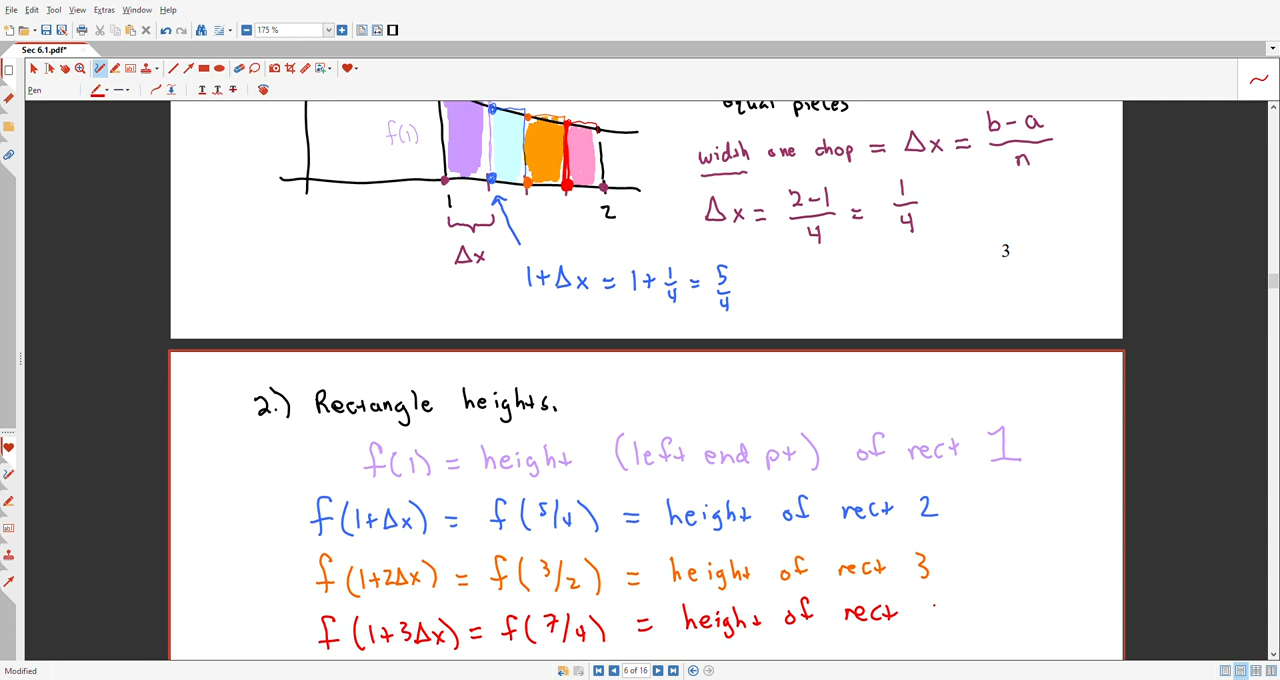 File Edit Tool View Extras Window Help
175 %
Sec 6.1.pdf*
Pen
equal pieces
f(1)
width one chop = Δx = b-a/n
1 2
Δx = 2-1/4 = 1/4
Δx
3
1+Δx = 1+1/4 = 5/4
2.) Rectangle heights.
f(1) = height (left end pt) of rect 1
f(1+Δx) = f(5/4) = height of rect 2
f(1+2Δx) = f(3/2) = height of rect 3
f(1+3Δx) = f(7/4) = height of rect
Modified
6 of 16